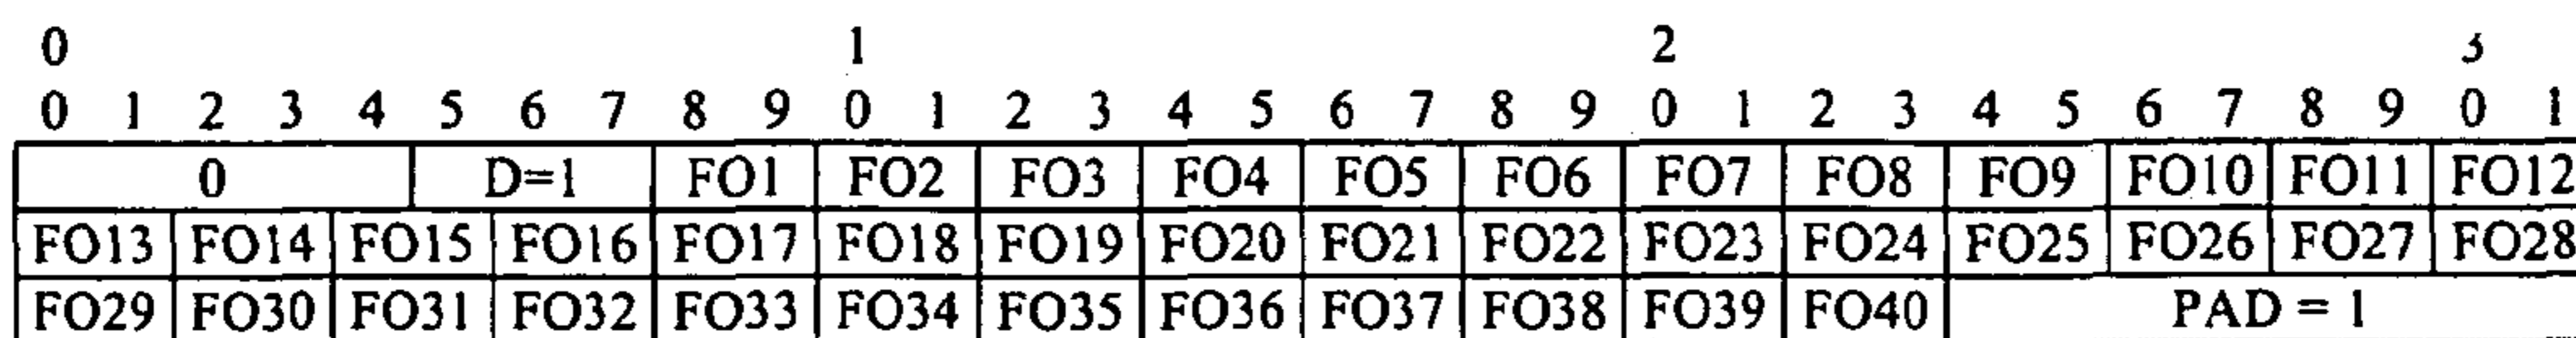 0 1 2 3
0 1 2 3 4 5 6 7 8 9 0 1 2 3 4 5 6 7 8 9 0 1 2 3 4 5 6 7 8 9 0 1
0 D=1 FO1 FO2 FO3 FO4 FO5 FO6 FO7 FO8 FO9 FO10 FO11 FO12
FO13 FO14 FO15 FO16 FO17 FO18 FO19 FO20 FO21 FO22 FO23 FO24 FO25 FO26 FO27 FO28
FO29 FO30 FO31 FO32 FO33 FO34 FO35 FO36 FO37 FO38 FO39 FO40 PAD = 1